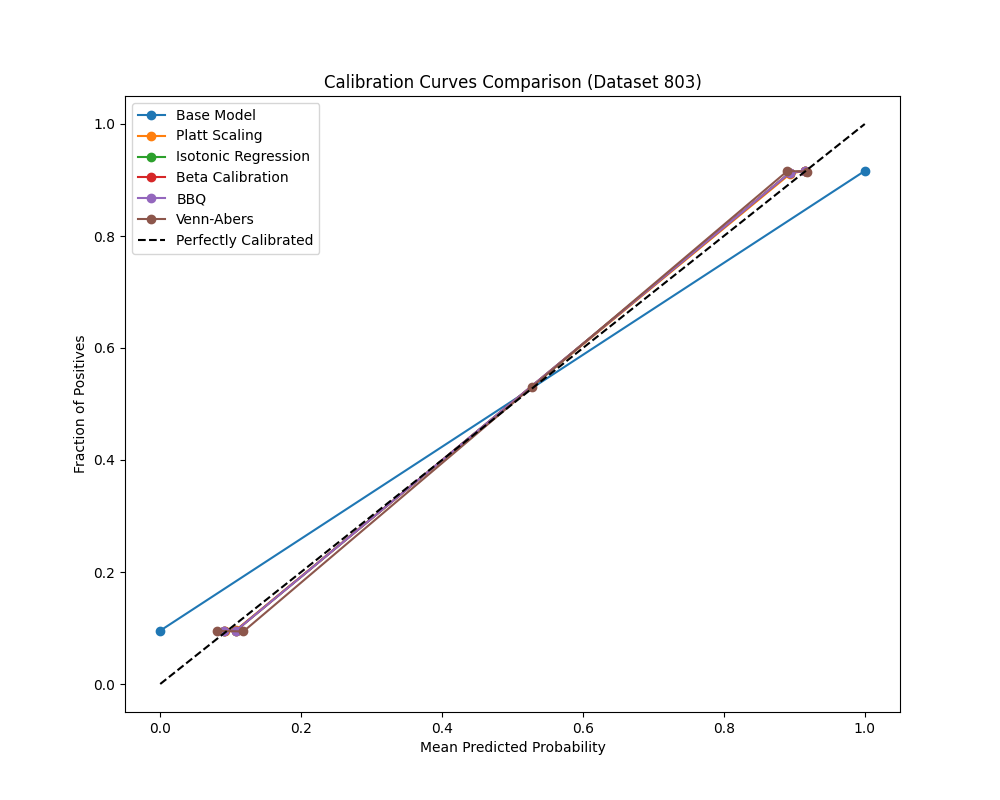 Calibration Curves Comparison (Dataset 803)
Base Model
Platt Scaling
Isotonic Regression
Beta Calibration
BBQ
Venn-Abers
Perfectly Calibrated
1.0
0.8
0.6
0.4
0.2
0.0
Fraction of Positives
0.0 0.2 0.4 0.6 0.8 1.0
Mean Predicted Probability